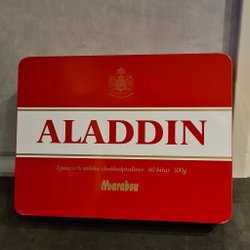 ALADDIN
Ljusa och mörka chokladpraliner 60 bitar 500g
Marabou